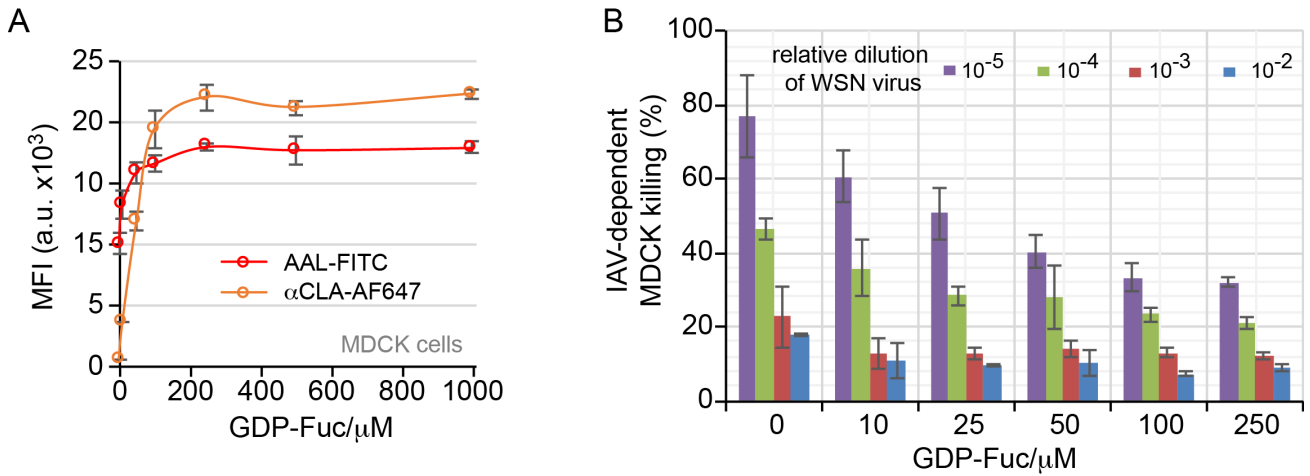 A
25
20
10
15
5
0
MFI (a.u. x10³)
AAL-FITC
αCLA-AF647
MDCK cells
0 200 400 600 800 1000
GDP-Fuc/μM
B
100
80
60
40
20
0
IAV-dependent
MDCK killing (%)
relative dilution
of WSN virus
10⁻⁵ 10⁻⁴ 10⁻³ 10⁻²
0 10 25 50 100 250
GDP-Fuc/μM